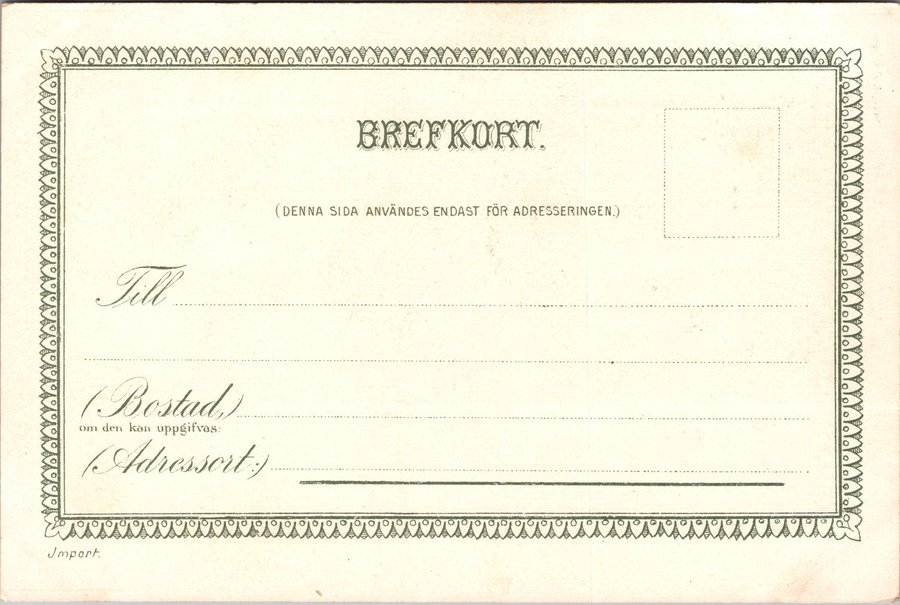 BREFKORT.
(DENNA SIDA ANVÄNDES ENDAST FÖR ADRESSERINGEN.)
Till
(Bostad,)
om den kan uppgifvas:
(Adressort:)
Import.